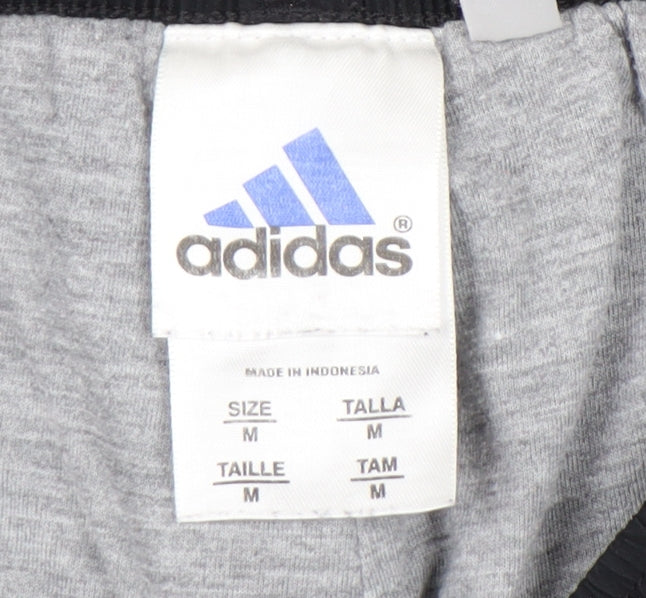 adidas®
MADE IN INDONESIA
SIZE TALLA
M M
TAILLE TAM
M M